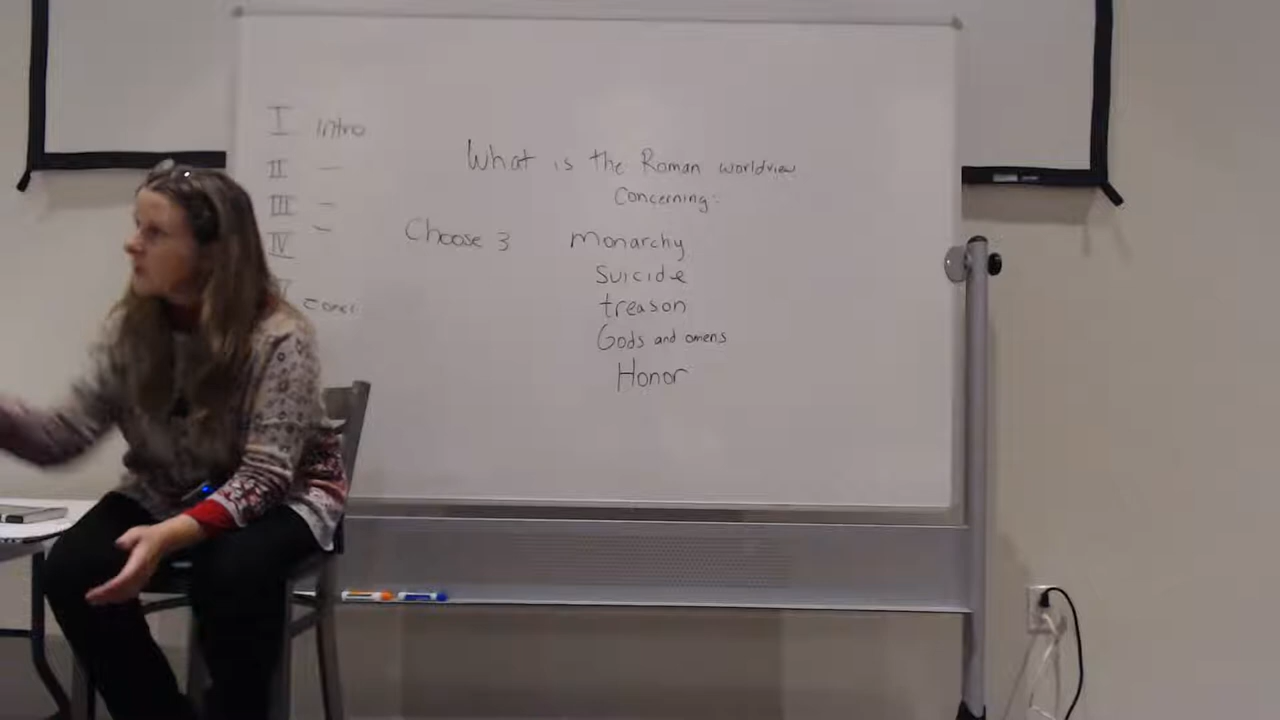 I Intro
II —
III –
IV –
What is the Roman worldview
Concerning:
Choose 3 Monarchy
Suicide
treason
Gods and omens
Honor